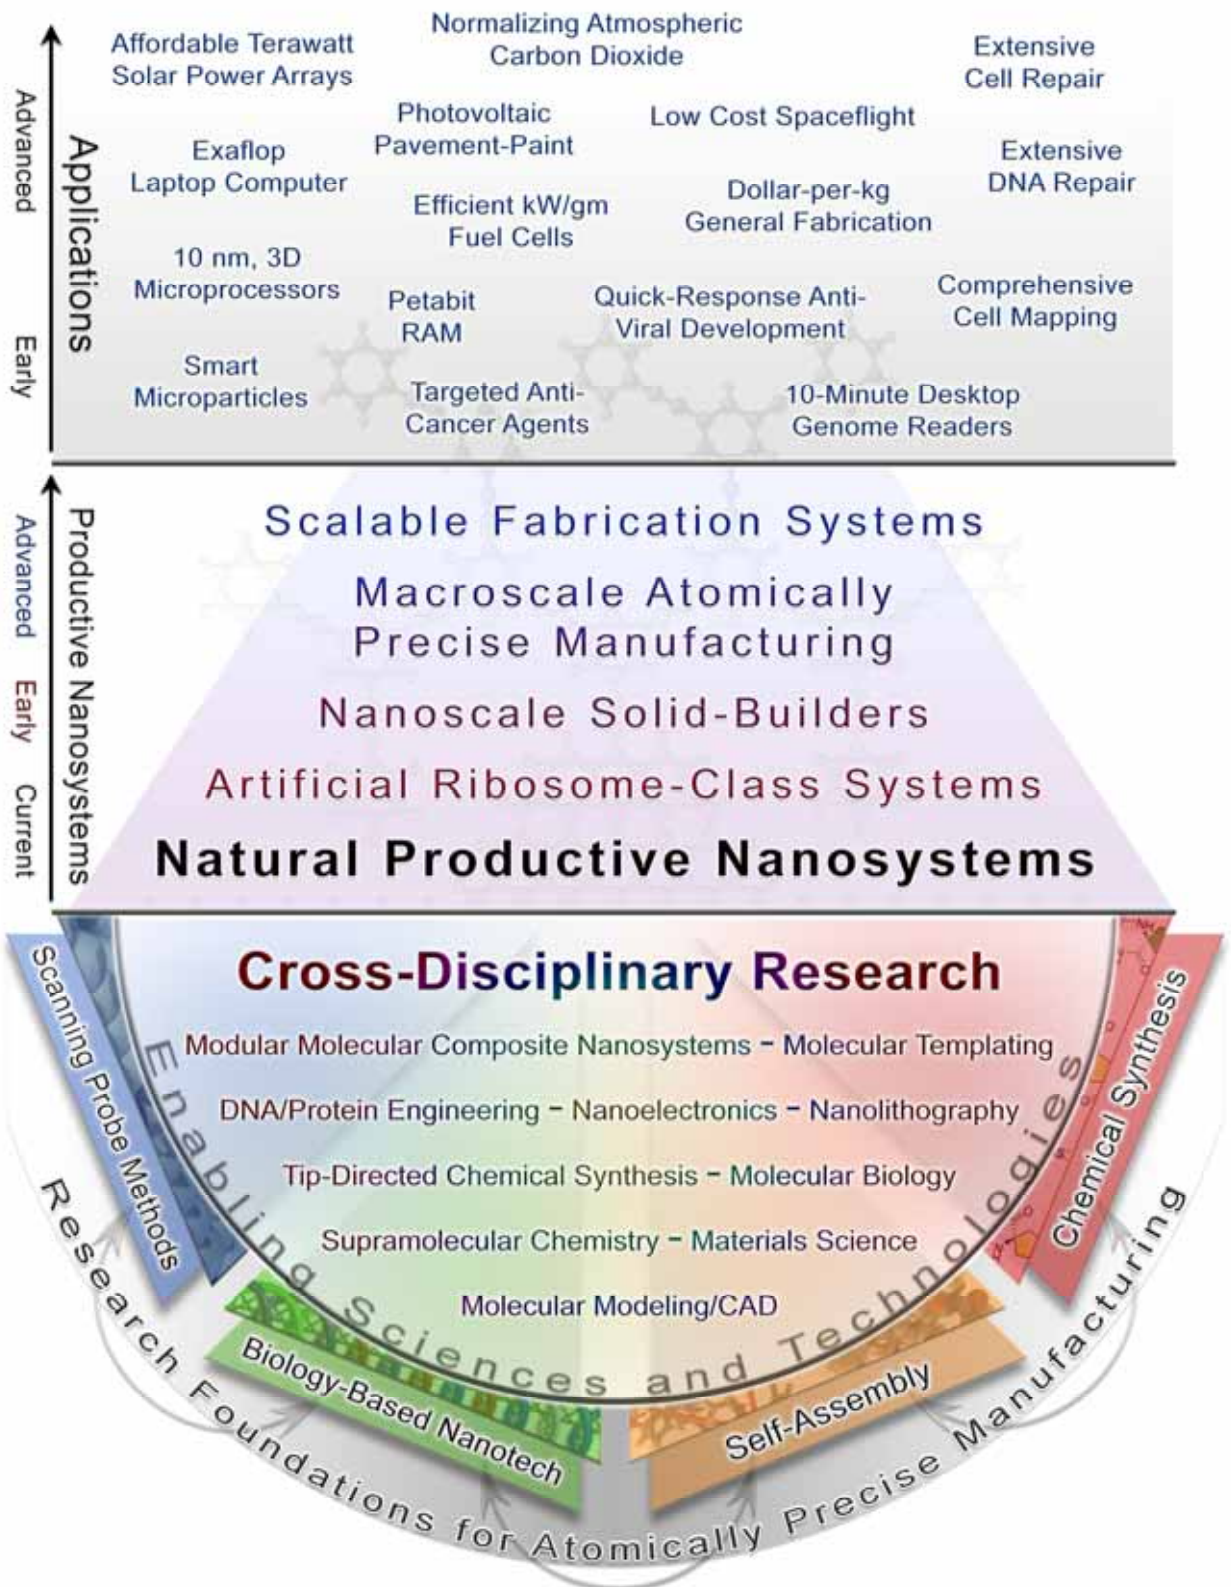 Normalizing Atmospheric
Carbon Dioxide
Affordable Terawatt
Solar Power Arrays
Extensive
Cell Repair
Photovoltaic
Pavement-Paint
Low Cost Spaceflight
Exaflop
Laptop Computer
Extensive
DNA Repair
Efficient kW/gm
Fuel Cells
Dollar-per-kg
General Fabrication
10 nm, 3D
Microprocessors
Petabit
RAM
Quick-Response Anti-
Viral Development
Comprehensive
Cell Mapping
Smart
Microparticles
Targeted Anti-
Cancer Agents
10-Minute Desktop
Genome Readers
Advanced
Early
Applications
Scalable Fabrication Systems
Macroscale Atomically
Precise Manufacturing
Nanoscale Solid-Builders
Artificial Ribosome-Class Systems
Natural Productive Nanosystems
Advanced
Early
Current
Productive Nanosystems
Cross-Disciplinary Research
Modular Molecular Composite Nanosystems – Molecular Templating
DNA/Protein Engineering – Nanoelectronics – Nanolithography
Tip-Directed Chemical Synthesis – Molecular Biology
Supramolecular Chemistry – Materials Science
Molecular Modeling/CAD
Enabling Sciences and Technologies
Scanning Probe Methods
Biology-Based Nanotech
Self-Assembly
Chemical Synthesis
Research Foundations for Atomically Precise Manufacturing